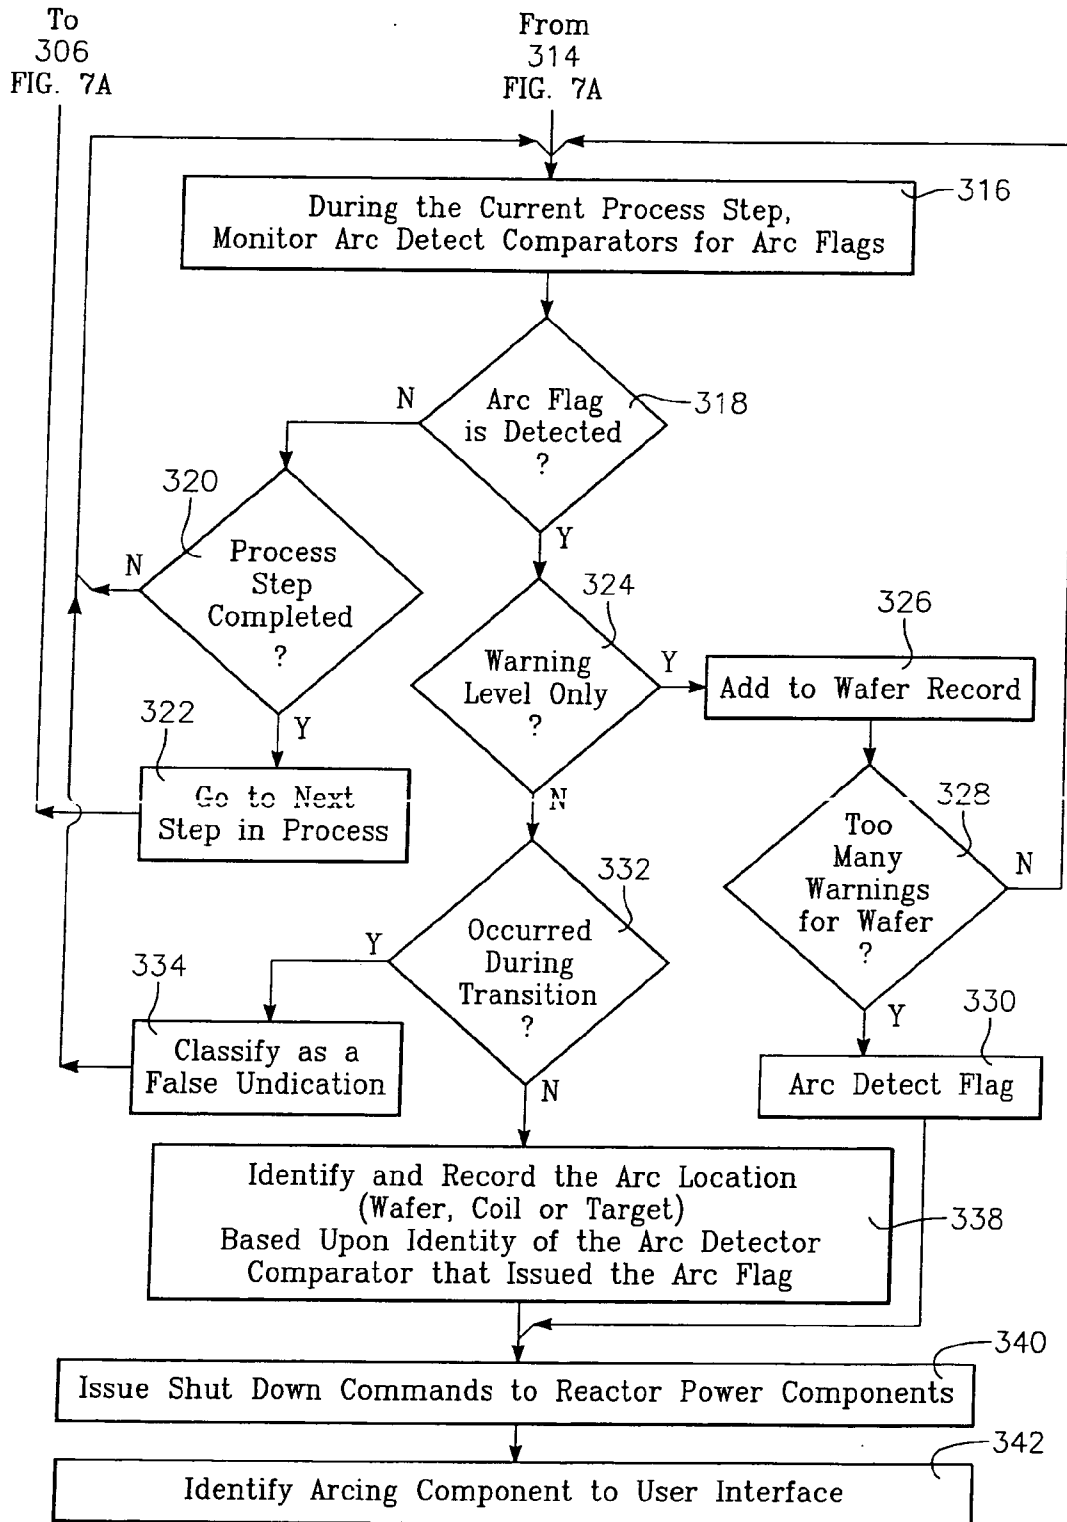 To
306
FIG. 7A
From
314
FIG. 7A
316
During the Current Process Step,
Monitor Arc Detect Comparators for Arc Flags
N
Arc Flag
is Detected
?
318
Y
320
N
Process
Step
Completed
?
Y
322
Go to Next
Step in Process
324
Warning
Level Only
?
Y
N
326
Add to Wafer Record
328
Too
Many
Warnings
for Wafer
?
N
Y
330
Arc Detect Flag
332
Y
Occurred
During
Transition
?
N
334
Classify as a
False Undication
Identify and Record the Arc Location
(Wafer, Coil or Target)
Based Upon Identity of the Arc Detector
Comparator that Issued the Arc Flag
338
340
Issue Shut Down Commands to Reactor Power Components
342
Identify Arcing Component to User Interface